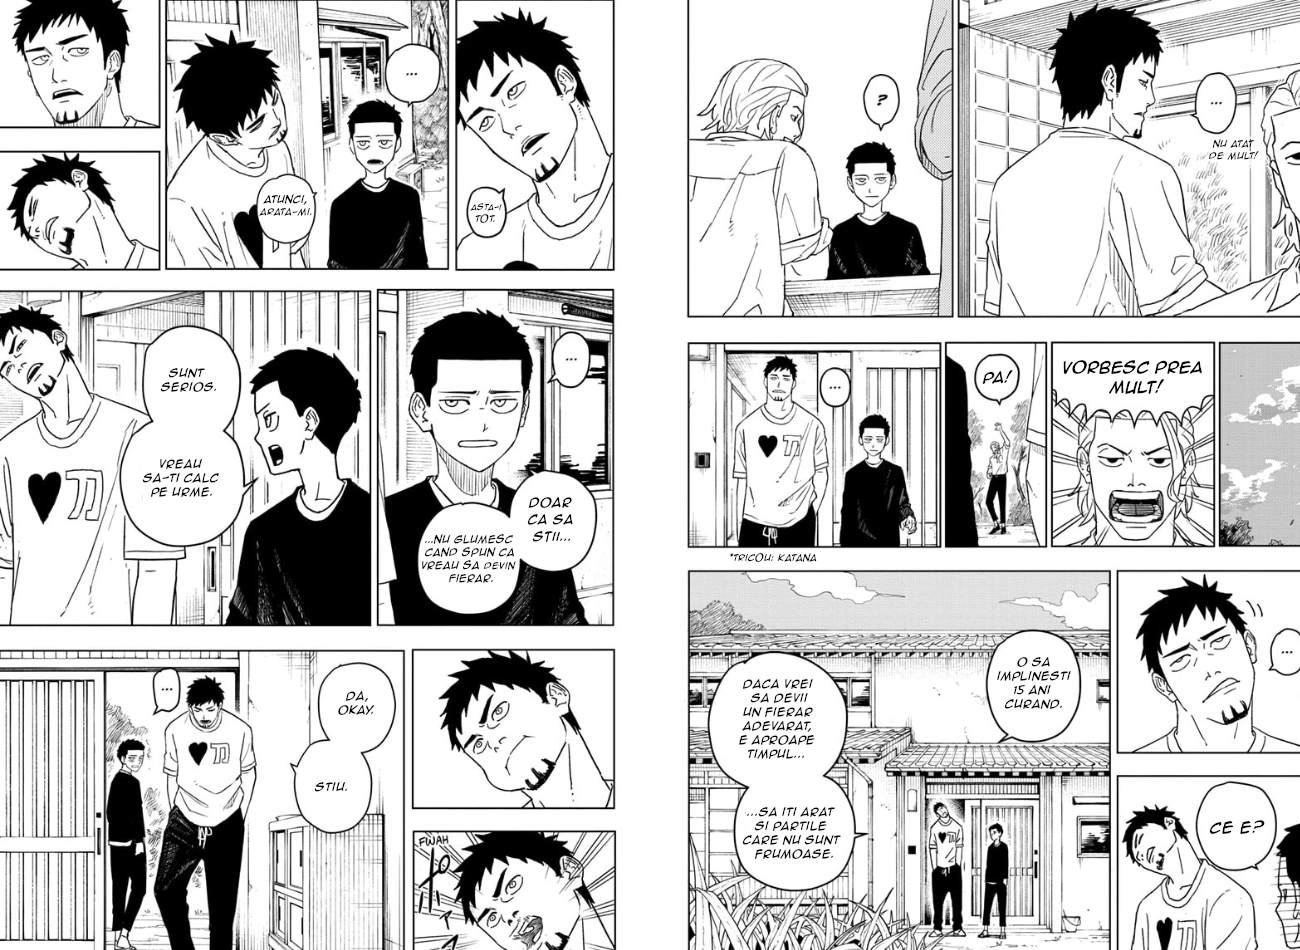 ?
...
NU ATAT
DE MULT!
VORBESC PREA
MULT!
PA!
...
*TRICOU: KATANA
...
O SA
IMPLINESTI
15 ANI
CURAND.
DACA VREI
SA DEVII
UN FIERAR
ADEVARAT,
E APROAPE
TIMPUL...
...SA ITI ARAT
SI PARTILE
CARE NU SUNT
FRUMOASE.
CE E?
ASTA-I
TOT.
...
ATUNCI,
ARATA-MI.
...
DOAR
CA SA
STII...
...NU GLUMESC
CAND SPUN CA
VREAU SA DEVIN
FIERAR.
SUNT
SERIOS.
VREAU
SA-TI CALC
PE URME.
刀
DA,
OKAY.
STIU.
...
FWAH